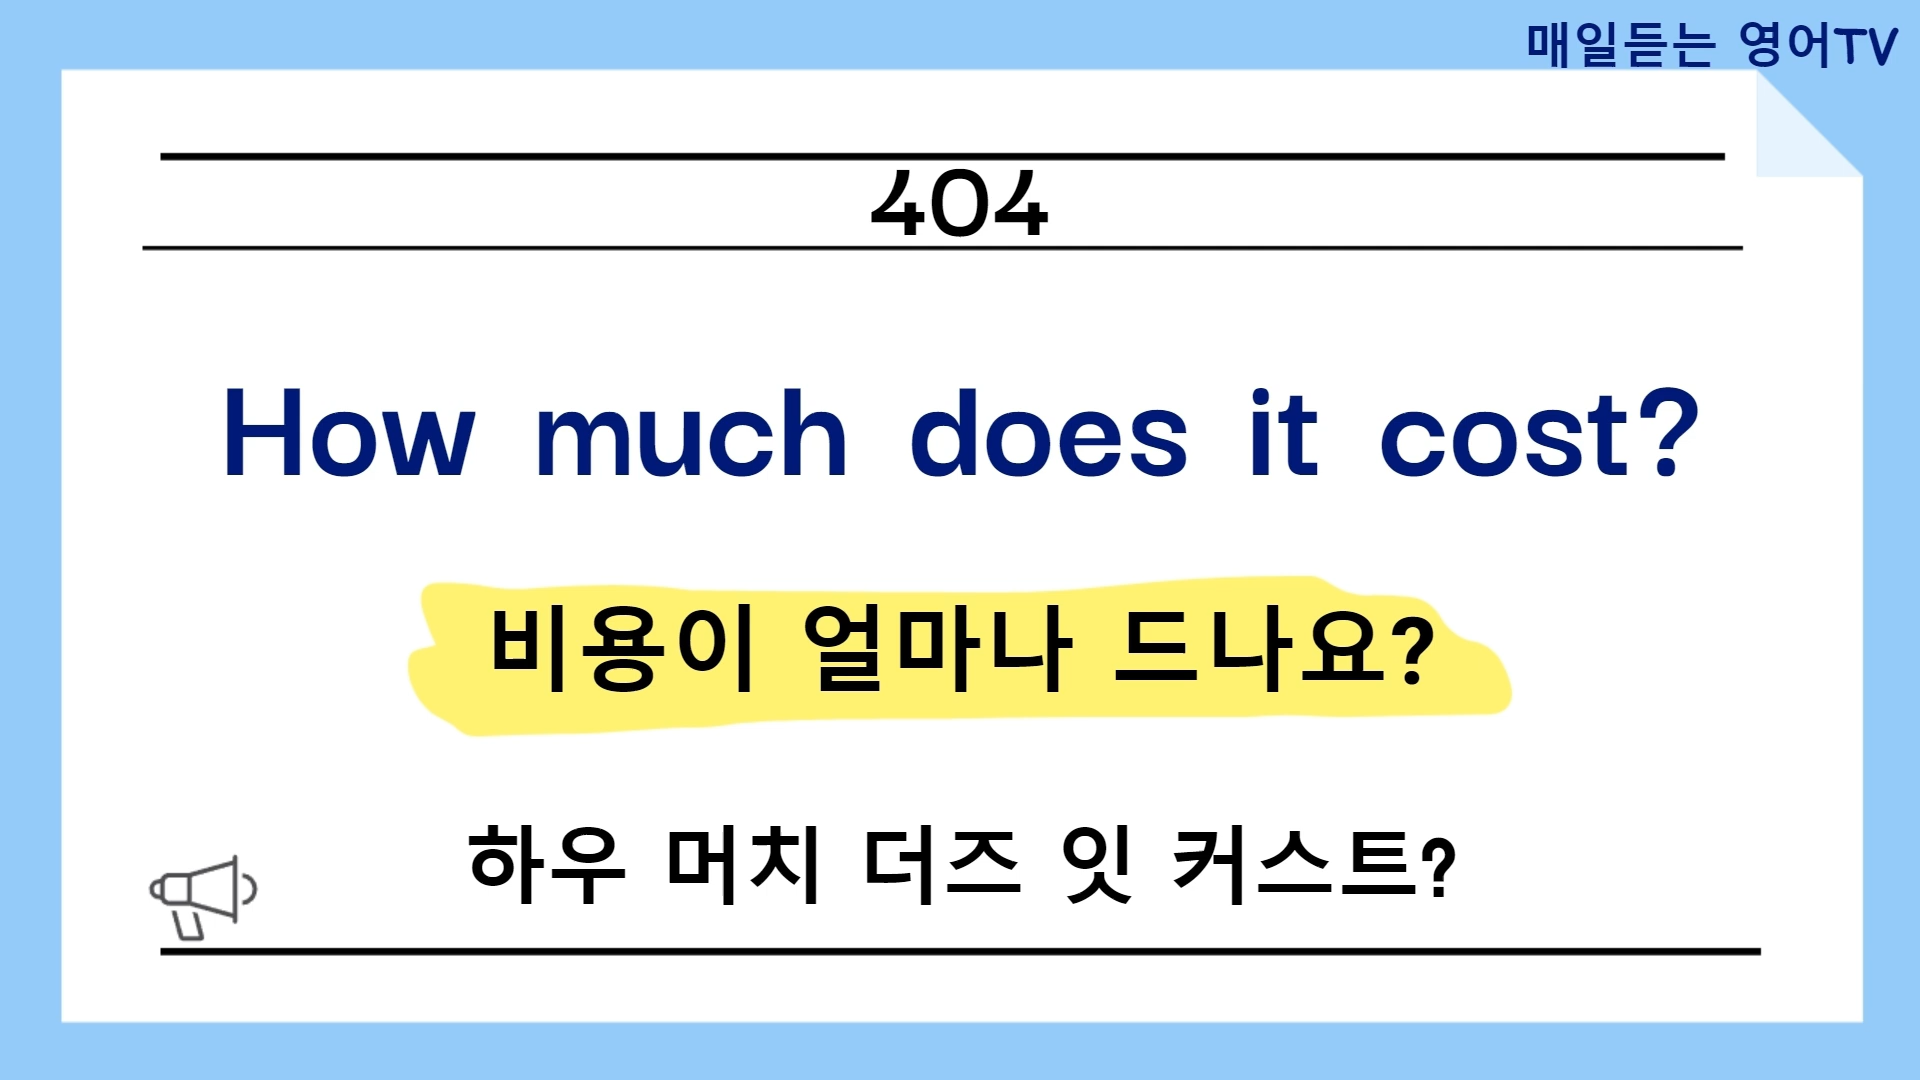 매일듣는 영어TV
404
How much does it cost?
비용이 얼마나 드나요?
하우 머치 더즈 잇 커스트?